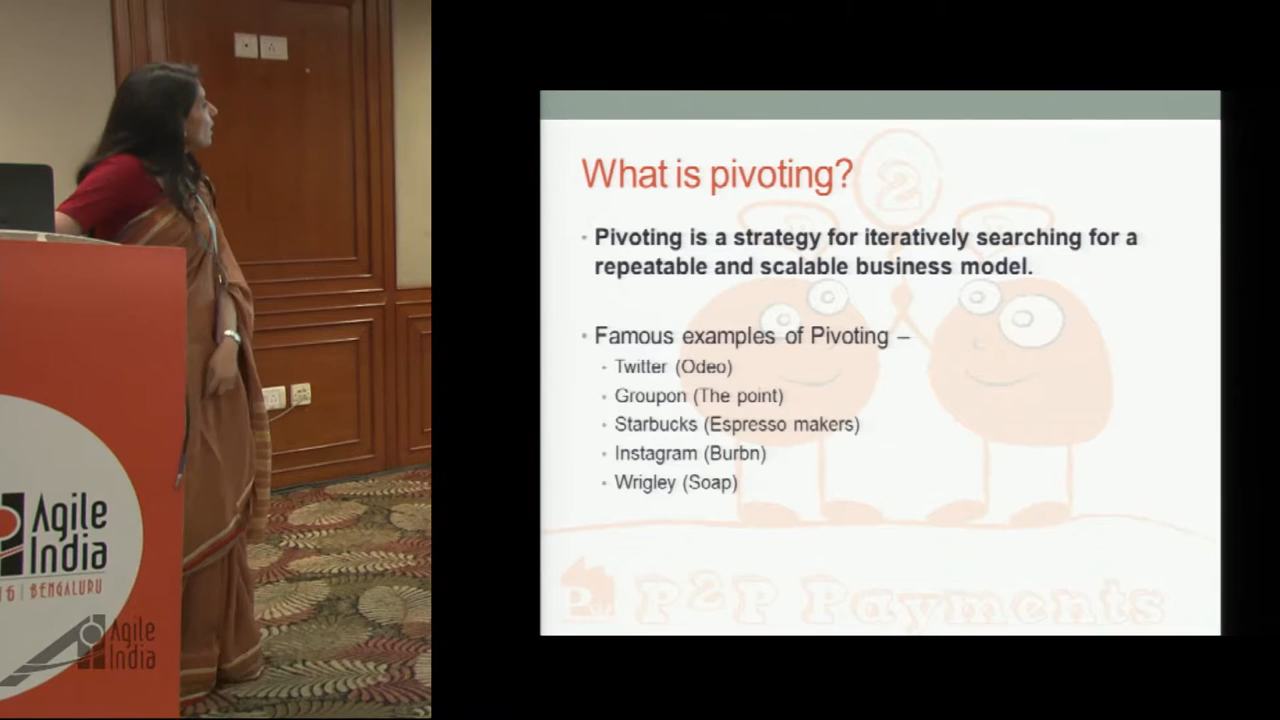 What is pivoting?
Pivoting is a strategy for iteratively searching for a
repeatable and scalable business model.
Famous examples of Pivoting –
Twitter (Odeo)
Groupon (The point)
Starbucks (Espresso makers)
Instagram (Burbn)
Wrigley (Soap)
P2P Payments
2
Agile
India
16 | BENGALURU
Agile
India